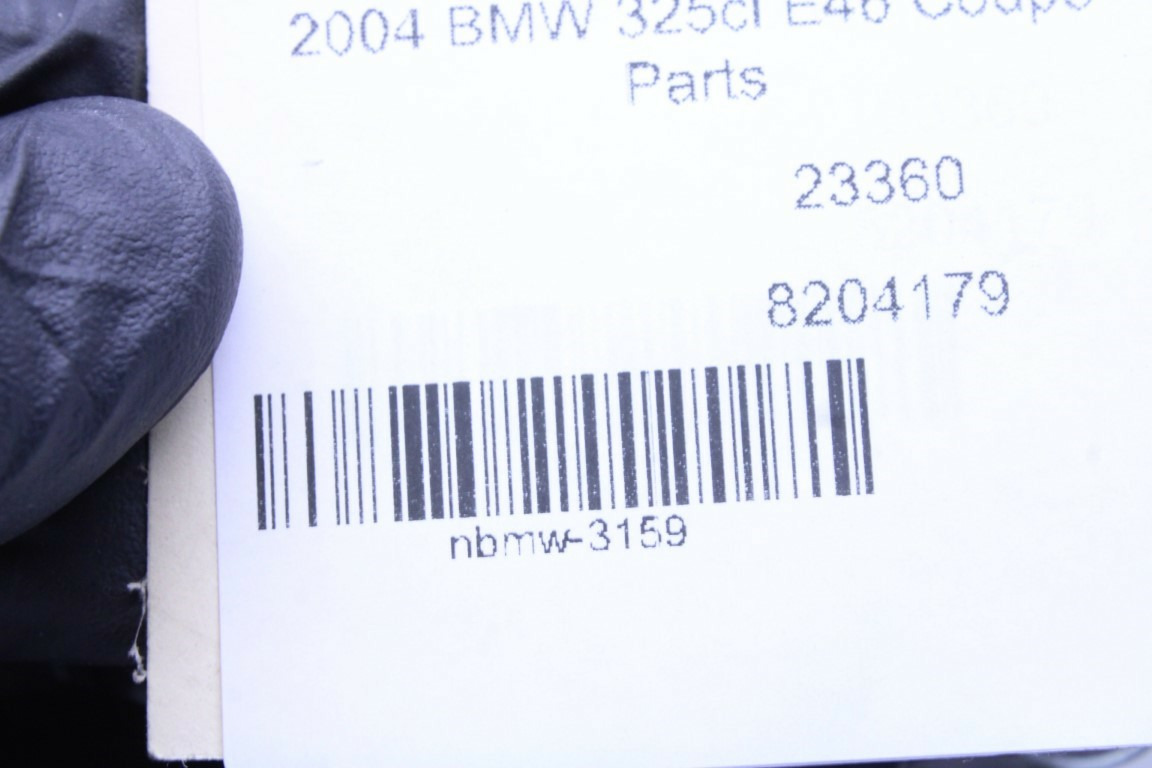 2004 BMW 325ci E46 Coupe
Parts
23360
8204179
nbmw-3159